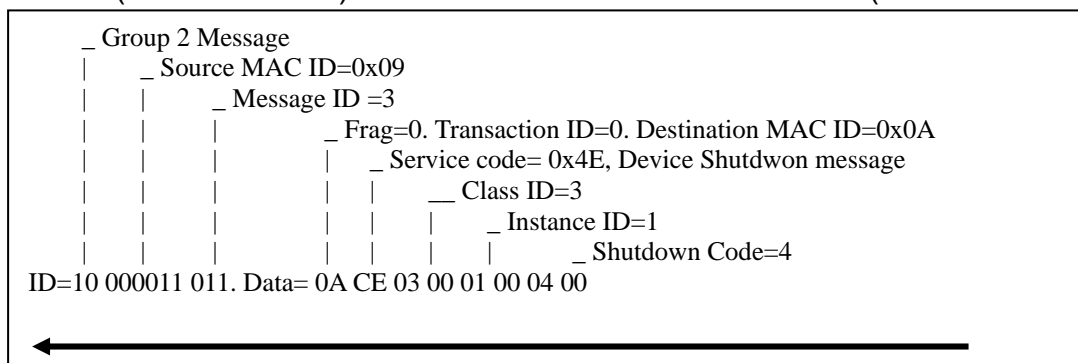 _ Group 2 Message
_ Source MAC ID=0x09
_ Message ID =3
_ Frag=0. Transaction ID=0. Destination MAC ID=0x0A
_ Service code= 0x4E, Device Shutdwon message
__ Class ID=3
_ Instance ID=1
_ Shutdown Code=4
ID=10 000011 011. Data= 0A CE 03 00 01 00 04 00